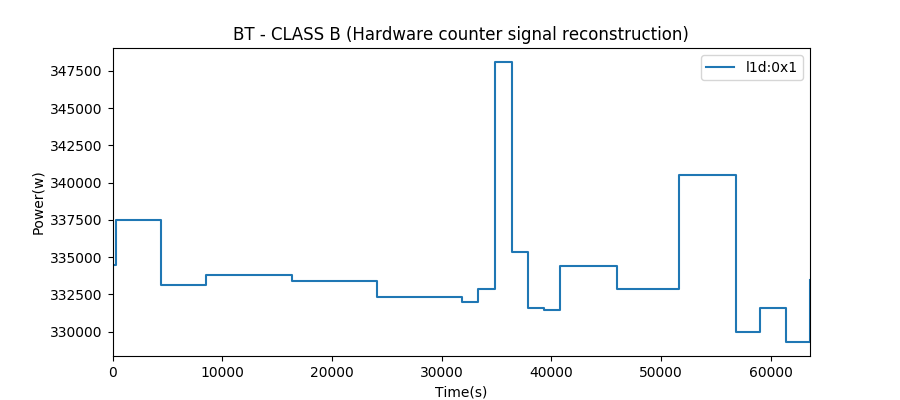 BT - CLASS B (Hardware counter signal reconstruction)
l1d:0x1
347500
345000
342500
340000
337500
335000
332500
330000
Power(w)
0 10000 20000 30000 40000 50000 60000
Time(s)